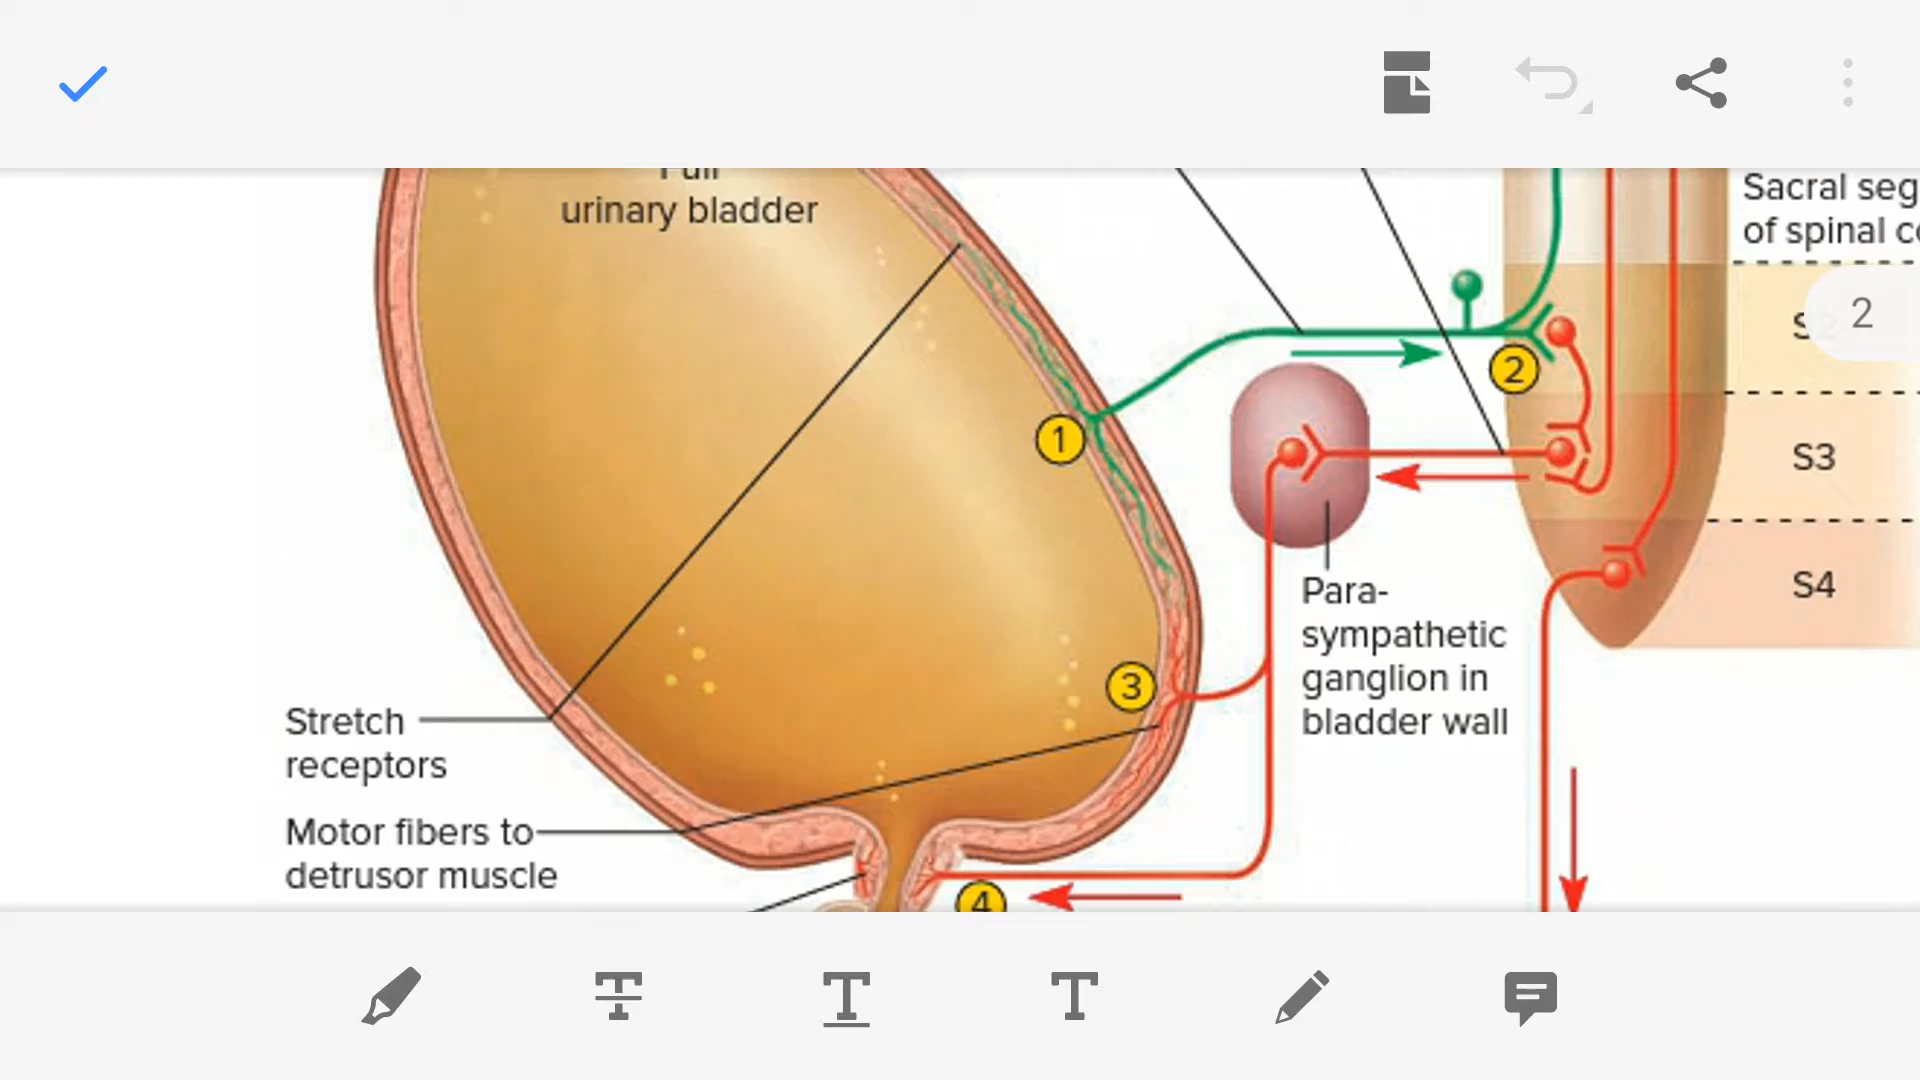 Full
urinary bladder
Sacral seg
of spinal c
2
1
2
S3
S4
Para-
sympathetic
ganglion in
bladder wall
3
Stretch
receptors
Motor fibers to
detrusor muscle
4